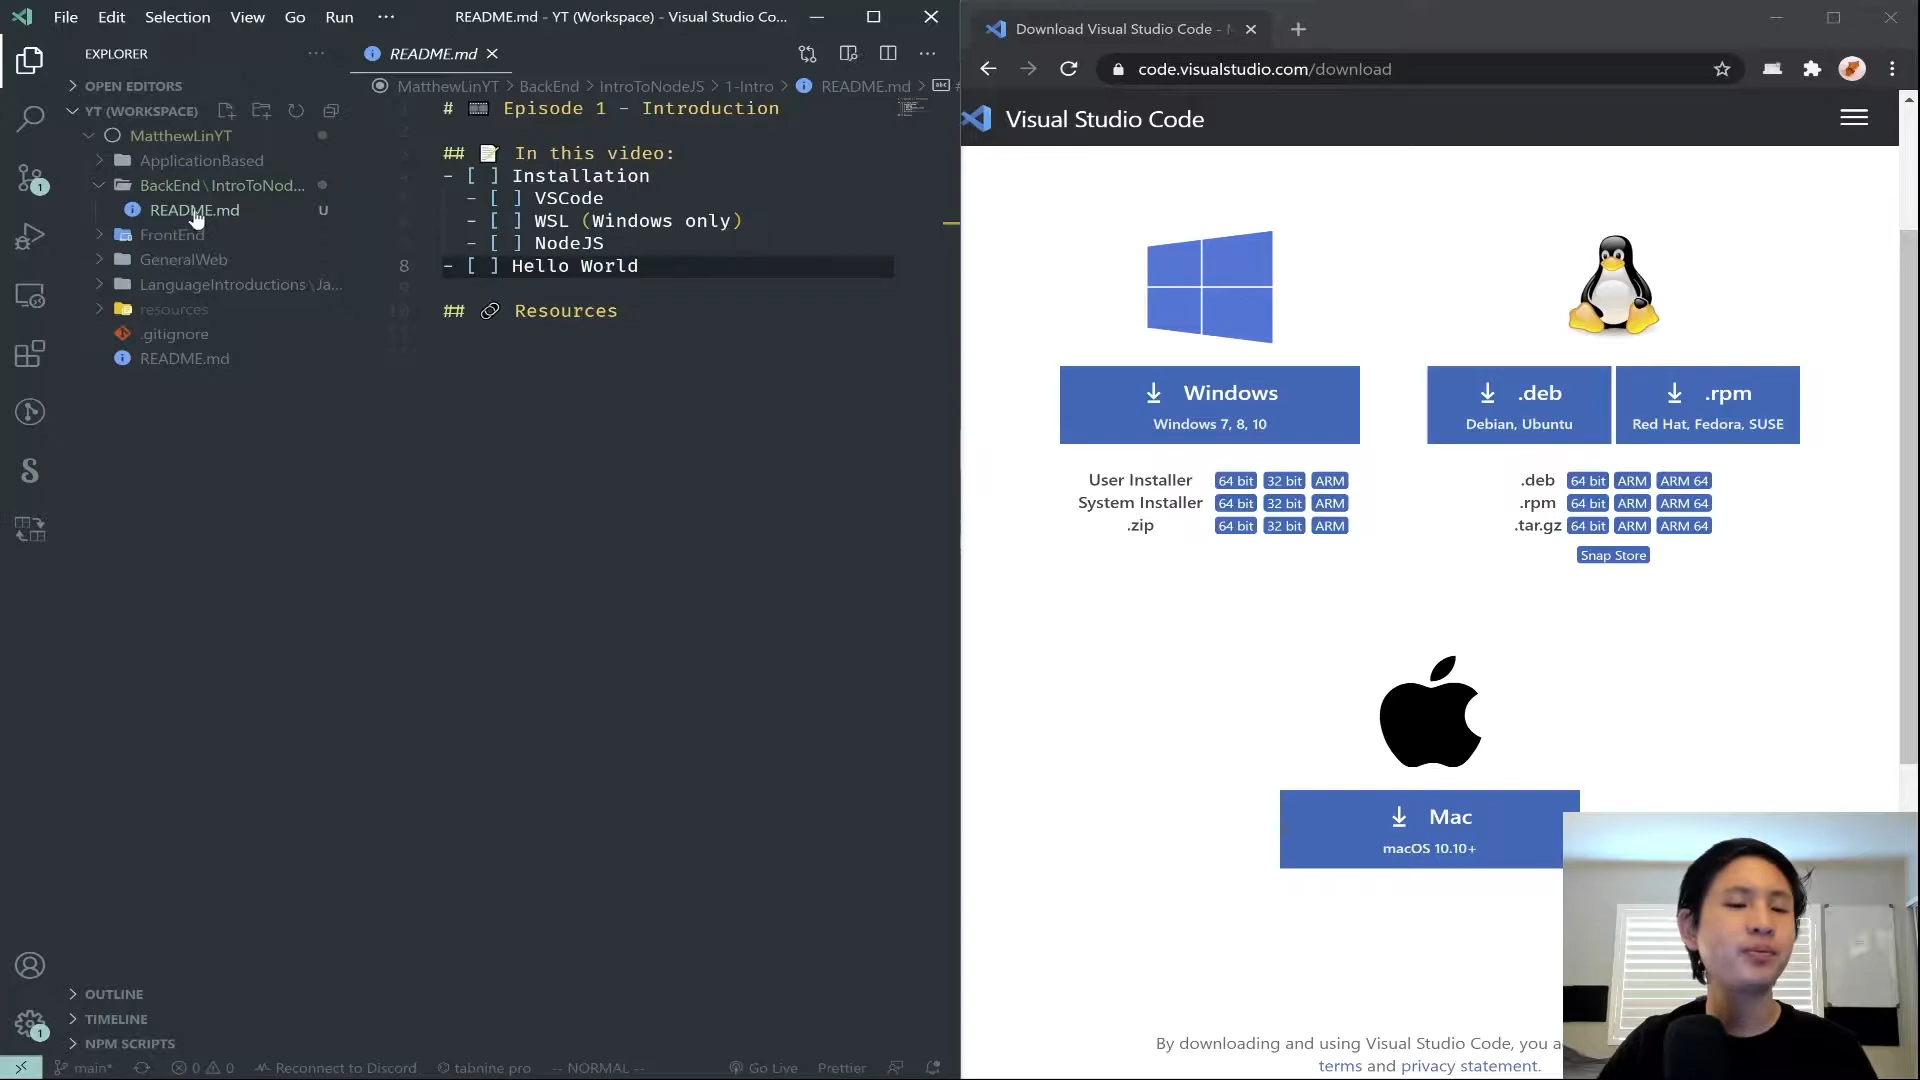 File Edit Selection View Go Run ··· README.md - YT (Workspace) - Visual Studio Co...
EXPLORER
OPEN EDITORS
YT (WORKSPACE)
MatthewLinYT
ApplicationBased
BackEnd \ IntroToNod...
README.md U
FrontEnd
GeneralWeb
LanguageIntroductions \ Ja...
resources
.gitignore
README.md
OUTLINE
TIMELINE
NPM SCRIPTS
1
1
README.md
MatthewLinYT > BackEnd > IntroToNodeJS > 1-Intro > README.md >
# Episode 1 - Introduction
## In this video:
- [ ] Installation
- [ ] VSCode
- [ ] WSL (Windows only)
- [ ] NodeJS
8 - [ ] Hello World
## Resources
main* 0 0 Reconnect to Discord tabnine pro -- NORMAL -- Go Live Prettier
Download Visual Studio Code -
code.visualstudio.com/download
Visual Studio Code
Windows
Windows 7, 8, 10
User Installer 64 bit 32 bit ARM
System Installer 64 bit 32 bit ARM
.zip 64 bit 32 bit ARM
.deb
Debian, Ubuntu
.rpm
Red Hat, Fedora, SUSE
.deb 64 bit ARM ARM 64
.rpm 64 bit ARM ARM 64
.tar.gz 64 bit ARM ARM 64
Snap Store
Mac
macOS 10.10+
By downloading and using Visual Studio Code, you a
terms and privacy statement.